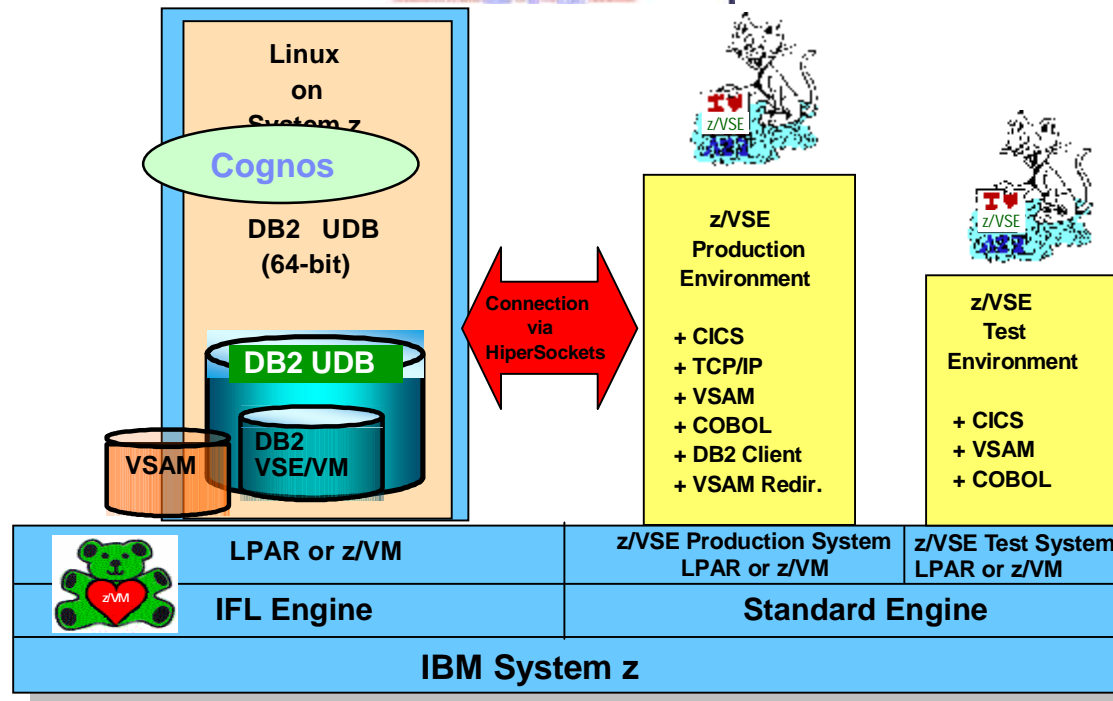 Linux
on
System z
Cognos
DB2 UDB
(64-bit)
DB2 UDB
DB2
VSE/VM
VSAM
Connection
via
HiperSockets
I ♥
z/VSE
z/VSE
Production
Environment
+ CICS
+ TCP/IP
+ VSAM
+ COBOL
+ DB2 Client
+ VSAM Redir.
I ♥
z/VSE
z/VSE
Test
Environment
+ CICS
+ VSAM
+ COBOL
z/VM
LPAR or z/VM
z/VSE Production System
LPAR or z/VM
z/VSE Test System
LPAR or z/VM
IFL Engine
Standard Engine
IBM System z